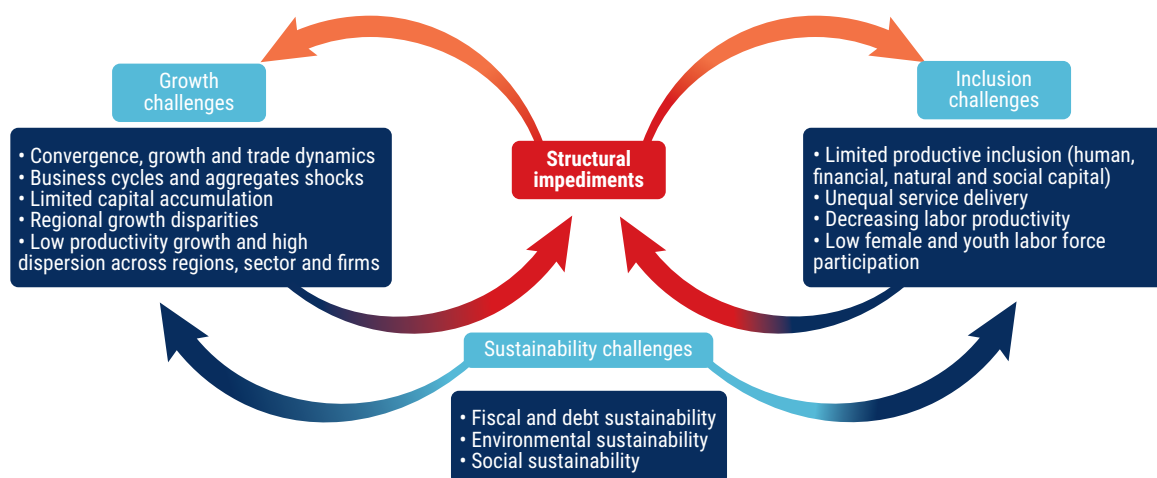 Growth
challenges
• Convergence, growth and trade dynamics
• Business cycles and aggregates shocks
• Limited capital accumulation
• Regional growth disparities
• Low productivity growth and high
dispersion across regions, sector and firms
Structural
impediments
Inclusion
challenges
• Limited productive inclusion (human,
financial, natural and social capital)
• Unequal service delivery
• Decreasing labor productivity
• Low female and youth labor force
participation
Sustainability challenges
• Fiscal and debt sustainability
• Environmental sustainability
• Social sustainability